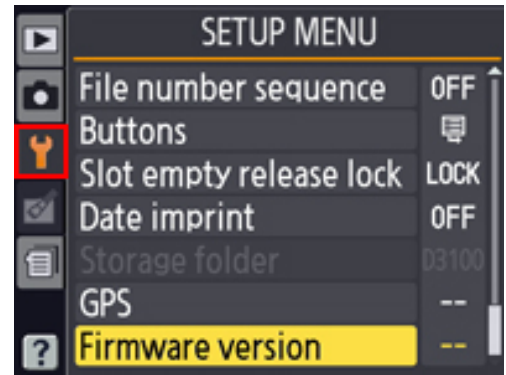 SETUP MENU
File number sequence OFF
Buttons
Slot empty release lock LOCK
Date imprint OFF
Storage folder D3100
GPS --
Firmware version --
?